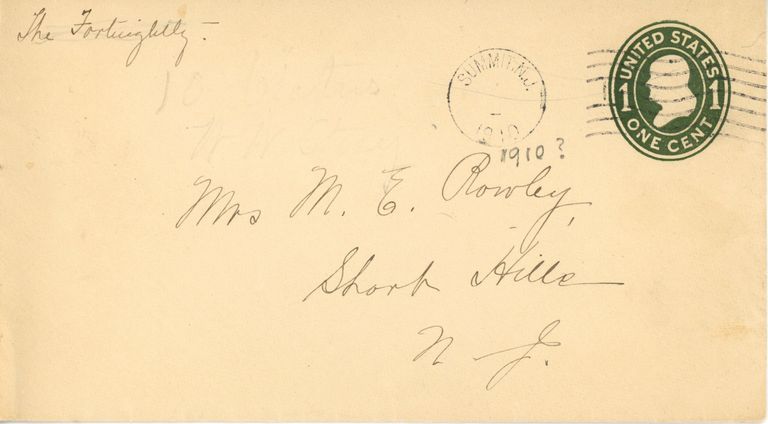 The Fortnightly.
SUMMIT, N.J.
1910
1910?
UNITED STATES
1 1
ONE CENT
Mrs M. E. Rowley,
Short Hills
N. J.